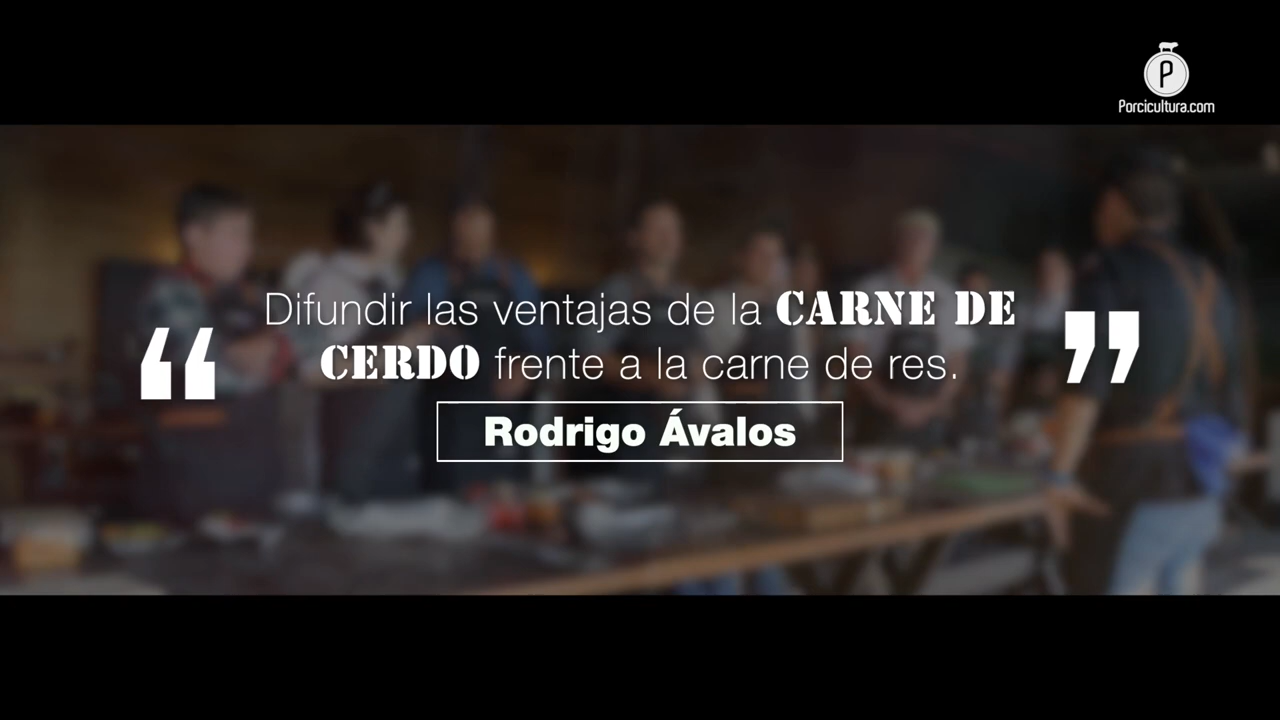 P
Porcicultura.com
“Difundir las ventajas de la CARNE DE
CERDO frente a la carne de res.”
Rodrigo Ávalos